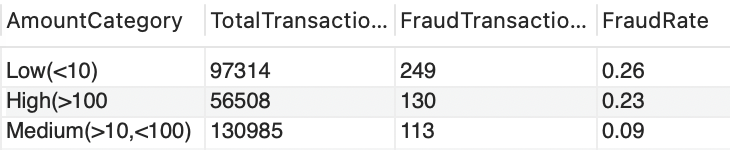 AmountCategory TotalTransactio... FraudTransactio... FraudRate
Low(<10) 97314 249 0.26
High(>100 56508 130 0.23
Medium(>10,<100) 130985 113 0.09